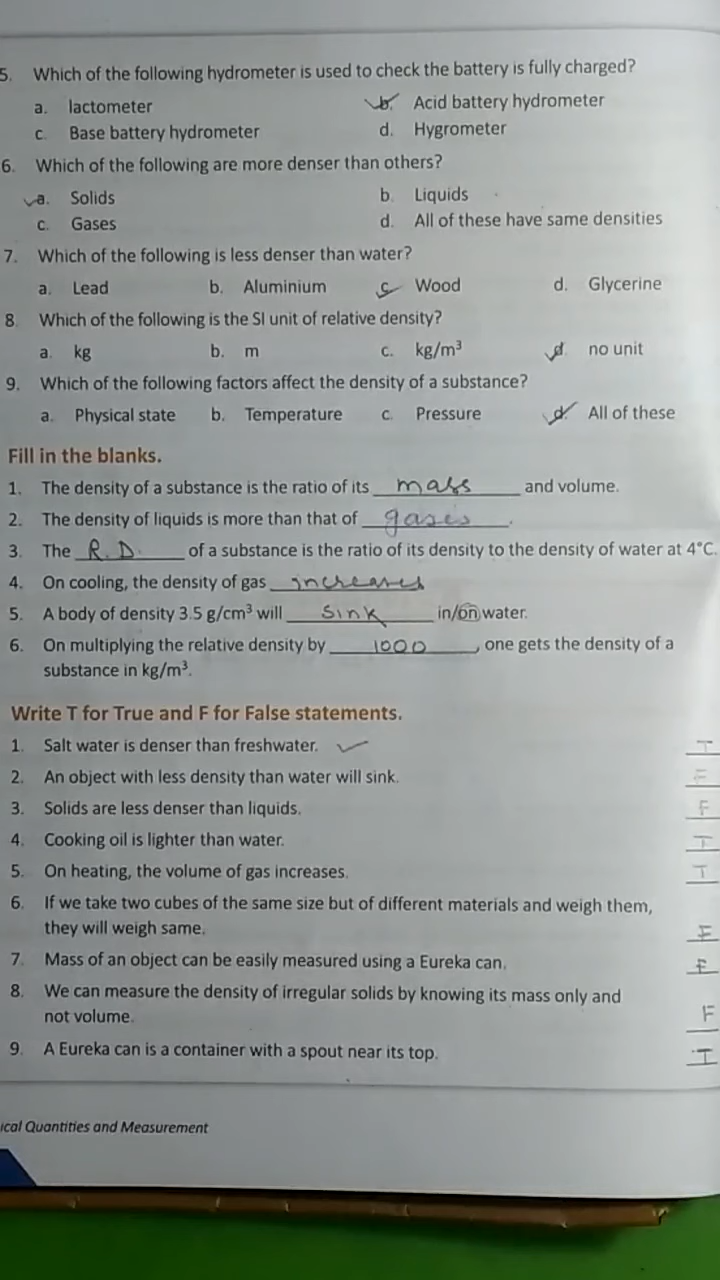 5. Which of the following hydrometer is used to check the battery is fully charged?
a. lactometer b. Acid battery hydrometer
c. Base battery hydrometer d. Hygrometer
6. Which of the following are more denser than others?
a. Solids b. Liquids
c. Gases d. All of these have same densities
7. Which of the following is less denser than water?
a. Lead b. Aluminium c. Wood d. Glycerine
8. Which of the following is the SI unit of relative density?
a. kg b. m c. kg/m³ d. no unit
9. Which of the following factors affect the density of a substance?
a. Physical state b. Temperature c. Pressure d. All of these
Fill in the blanks.
1. The density of a substance is the ratio of its mass and volume.
2. The density of liquids is more than that of gases.
3. The R.D. of a substance is the ratio of its density to the density of water at 4°C.
4. On cooling, the density of gas increases
5. A body of density 3.5 g/cm³ will sink in/on water.
6. On multiplying the relative density by 1000, one gets the density of a
substance in kg/m³.
Write T for True and F for False statements.
1. Salt water is denser than freshwater. T
2. An object with less density than water will sink. F
3. Solids are less denser than liquids. F
4. Cooking oil is lighter than water. T
5. On heating, the volume of gas increases. T
6. If we take two cubes of the same size but of different materials and weigh them,
they will weigh same. F
7. Mass of an object can be easily measured using a Eureka can. F
8. We can measure the density of irregular solids by knowing its mass only and
not volume. F
9. A Eureka can is a container with a spout near its top. T
ical Quantities and Measurement